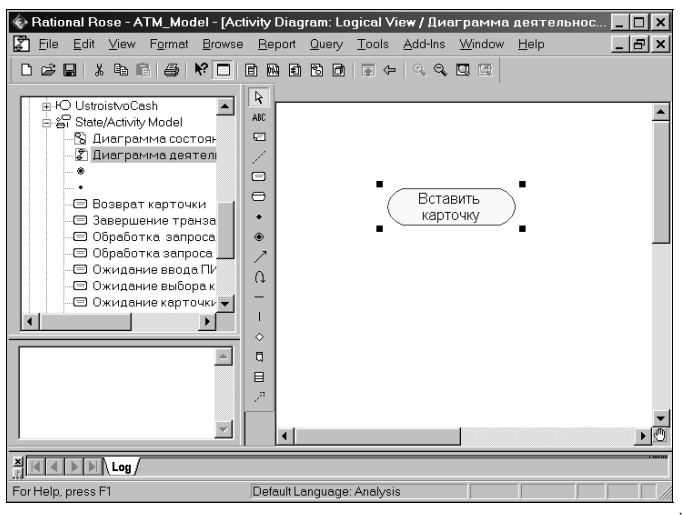 Rational Rose - ATM_Model - [Activity Diagram: Logical View / Диаграмма деятельнос...
File Edit View Format Browse Report Query Tools Add-Ins Window Help
UstroistvoCash
State/Activity Model
Диаграмма состоян
Диаграмма деятел
Возврат карточки
Завершение транза
Обработка запроса
Обработка запроса
Ожидание ввода ПИ
Ожидание выбора к
Ожидание карточки
ABC
Вставить
карточку
Log
For Help, press F1
Default Language: Analysis